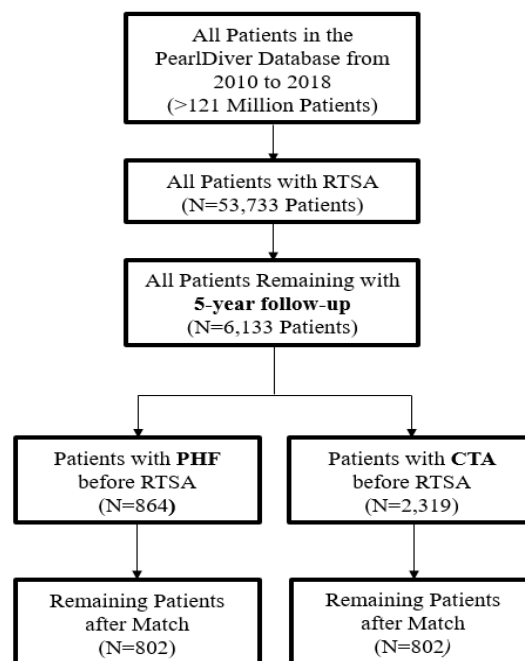 All Patients in the
PearlDiver Database from
2010 to 2018
(>121 Million Patients)
All Patients with RTSA
(N=53,733 Patients)
All Patients Remaining with
5-year follow-up
(N=6,133 Patients)
Patients with PHF
before RTSA
(N=864)
Patients with CTA
before RTSA
(N=2,319)
Remaining Patients
after Match
(N=802)
Remaining Patients
after Match
(N=802)